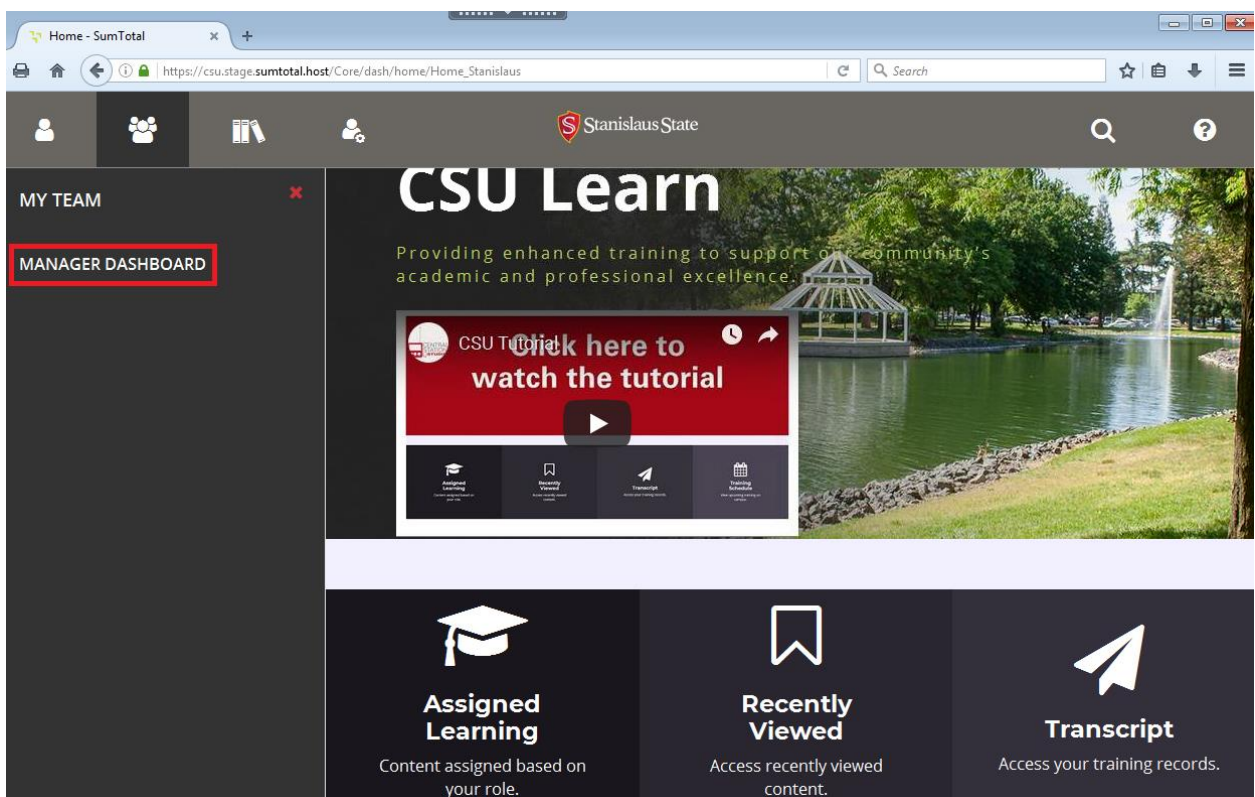 Home - SumTotal
https://csu.stage.sumtotal.host/Core/dash/home/Home_Stanislaus
Search
Stanislaus State
MY TEAM
MANAGER DASHBOARD
CSU Learn
Providing enhanced training to support our community's
academic and professional excellence.
CSU Tutorial
Click here to
watch the tutorial
Assigned
Learning
Recently
Viewed
Transcript
Training
Schedule
Assigned
Learning
Content assigned based on
your role.
Recently
Viewed
Access recently viewed
content.
Transcript
Access your training records.